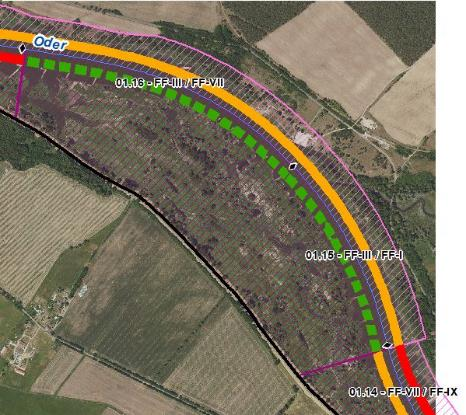 Oder
01.16 - FF-III / FF-VII
01.15 - FF-III / FF-I
01.14 - FF-VII / FF-IX